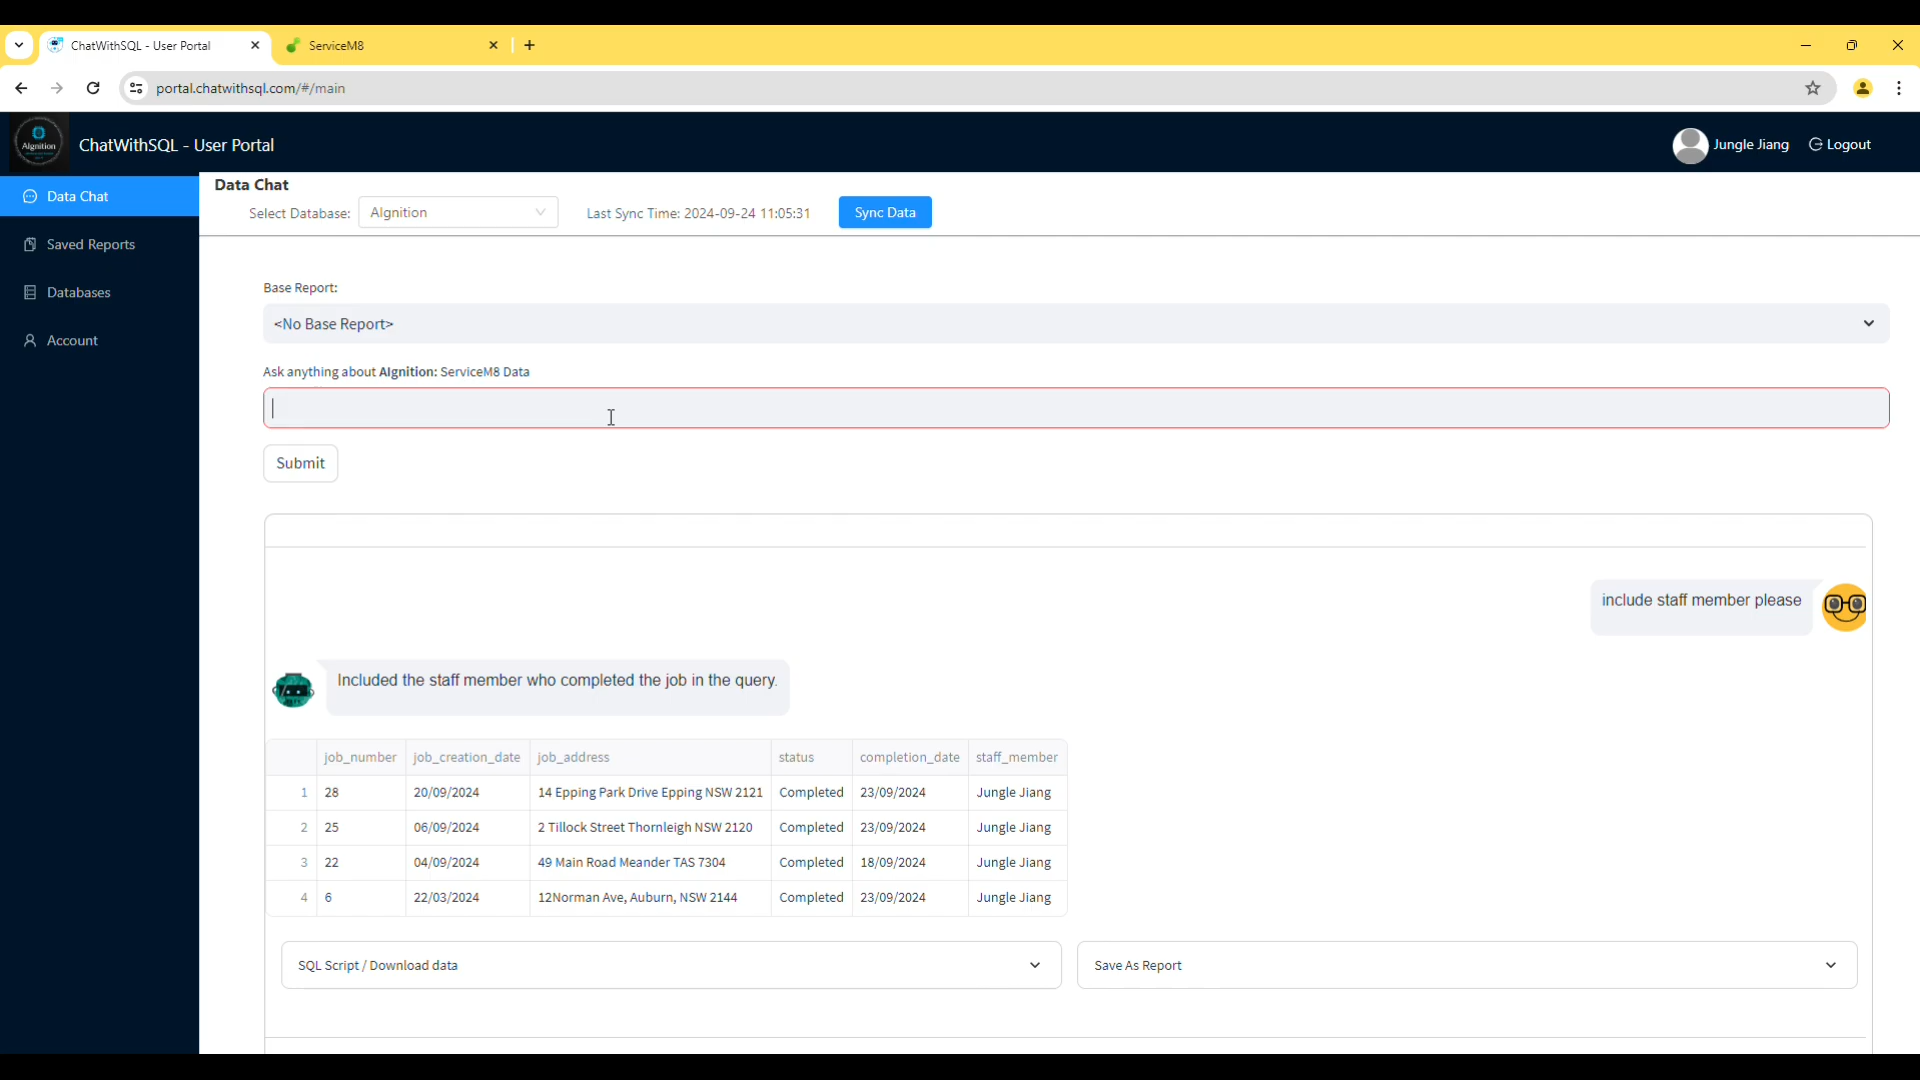 ChatWithSQL - User Portal
ServiceM8
portal.chatwithsql.com/#/main
AIgnition
ChatWithSQL - User Portal
Jungle Jiang
Logout
Data Chat
Saved Reports
Databases
Account
Data Chat
Select Database: AIgnition
Last Sync Time: 2024-09-24 11:05:31
Sync Data
Base Report:
<No Base Report>
Ask anything about AIgnition: ServiceM8 Data
Submit
include staff member please
Included the staff member who completed the job in the query.
job_number job_creation_date job_address status completion_date staff_member
1 28 20/09/2024 14 Epping Park Drive Epping NSW 2121 Completed 23/09/2024 Jungle Jiang
2 25 06/09/2024 2 Tillock Street Thornleigh NSW 2120 Completed 23/09/2024 Jungle Jiang
3 22 04/09/2024 49 Main Road Meander TAS 7304 Completed 18/09/2024 Jungle Jiang
4 6 22/03/2024 12Norman Ave, Auburn, NSW 2144 Completed 23/09/2024 Jungle Jiang
SQL Script / Download data
Save As Report